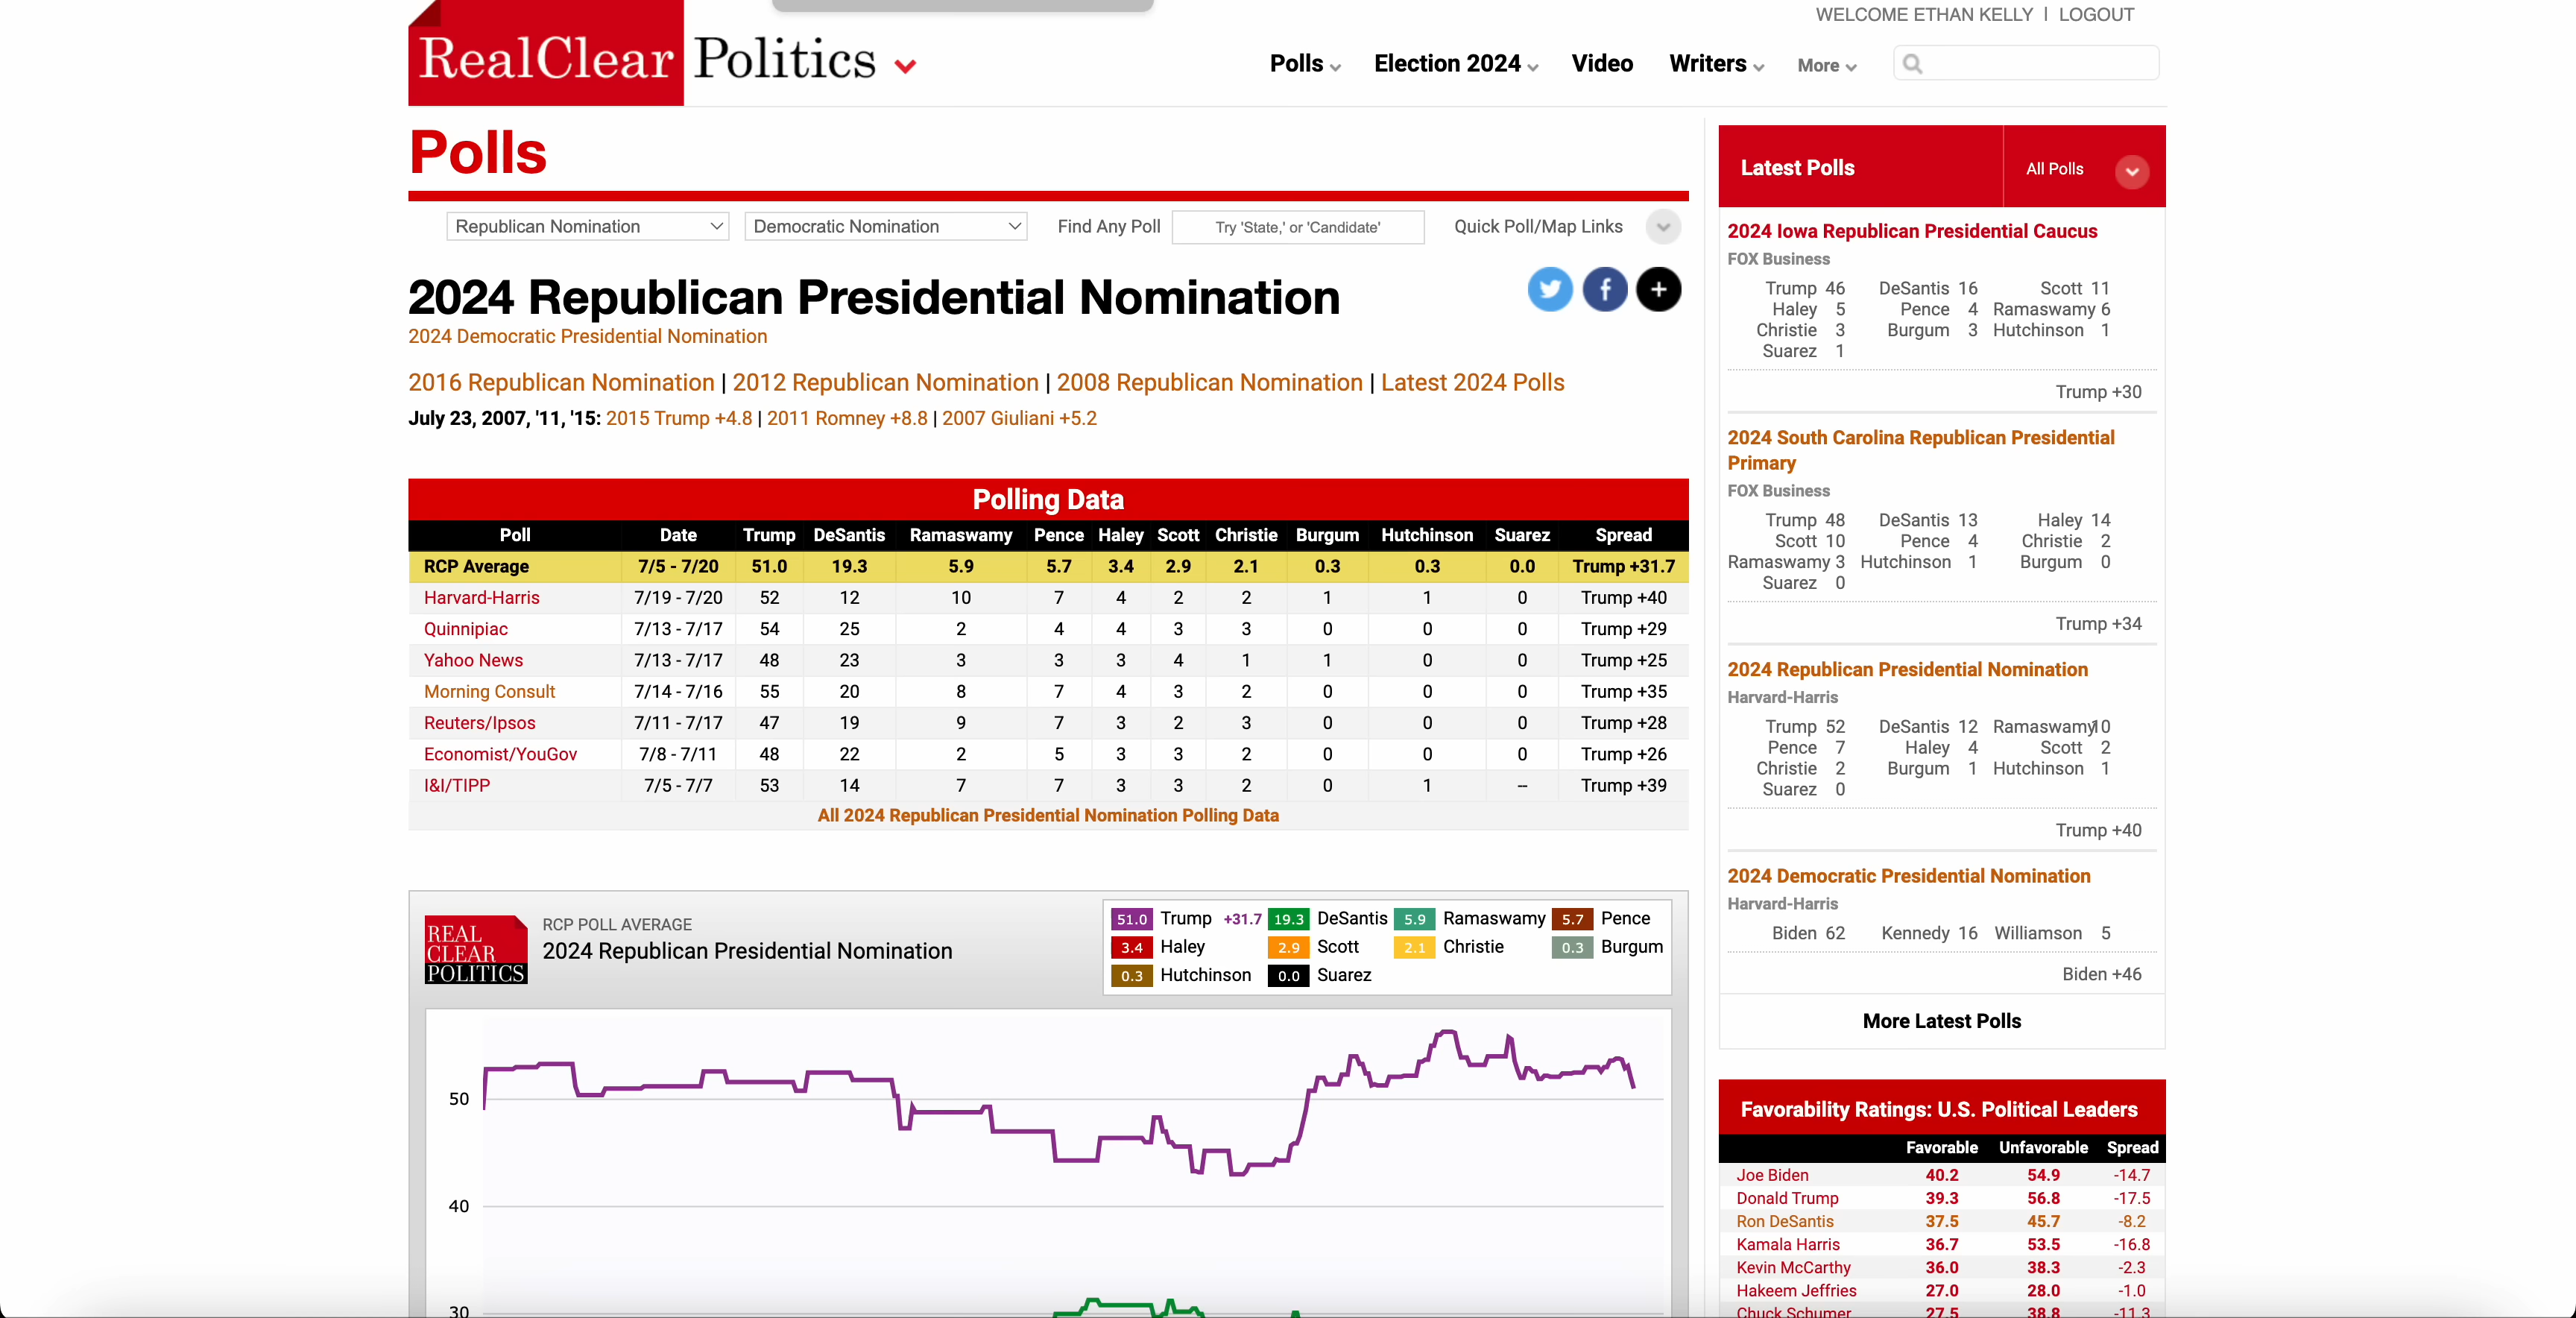 WELCOME ETHAN KELLY | LOGOUT
RealClear Politics
Polls Election 2024 Video Writers More
Polls
Republican Nomination Democratic Nomination Find Any Poll Try 'State,' or 'Candidate' Quick Poll/Map Links
2024 Republican Presidential Nomination
2024 Democratic Presidential Nomination
2016 Republican Nomination | 2012 Republican Nomination | 2008 Republican Nomination | Latest 2024 Polls
July 23, 2007, '11, '15: 2015 Trump +4.8 | 2011 Romney +8.8 | 2007 Giuliani +5.2
Polling Data
Poll Date Trump DeSantis Ramaswamy Pence Haley Scott Christie Burgum Hutchinson Suarez Spread
RCP Average 7/5 - 7/20 51.0 19.3 5.9 5.7 3.4 2.9 2.1 0.3 0.3 0.0 Trump +31.7
Harvard-Harris 7/19 - 7/20 52 12 10 7 4 2 2 1 1 0 Trump +40
Quinnipiac 7/13 - 7/17 54 25 2 4 4 3 3 0 0 0 Trump +29
Yahoo News 7/13 - 7/17 48 23 3 3 3 4 1 1 0 0 Trump +25
Morning Consult 7/14 - 7/16 55 20 8 7 4 3 2 0 0 0 Trump +35
Reuters/Ipsos 7/11 - 7/17 47 19 9 7 3 2 3 0 0 0 Trump +28
Economist/YouGov 7/8 - 7/11 48 22 2 5 3 3 2 0 0 0 Trump +26
I&I/TIPP 7/5 - 7/7 53 14 7 7 3 3 2 0 1 -- Trump +39
All 2024 Republican Presidential Nomination Polling Data
REAL
CLEAR
POLITICS
RCP POLL AVERAGE
2024 Republican Presidential Nomination
51.0 Trump +31.7 19.3 DeSantis 5.9 Ramaswamy 5.7 Pence
3.4 Haley 2.9 Scott 2.1 Christie 0.3 Burgum
0.3 Hutchinson 0.0 Suarez
50
40
30
Latest Polls All Polls
2024 Iowa Republican Presidential Caucus
FOX Business
Trump 46 DeSantis 16 Scott 11
Haley 5 Pence 4 Ramaswamy 6
Christie 3 Burgum 3 Hutchinson 1
Suarez 1
Trump +30
2024 South Carolina Republican Presidential
Primary
FOX Business
Trump 48 DeSantis 13 Haley 14
Scott 10 Pence 4 Christie 2
Ramaswamy 3 Hutchinson 1 Burgum 0
Suarez 0
Trump +34
2024 Republican Presidential Nomination
Harvard-Harris
Trump 52 DeSantis 12 Ramaswamy 10
Pence 7 Haley 4 Scott 2
Christie 2 Burgum 1 Hutchinson 1
Suarez 0
Trump +40
2024 Democratic Presidential Nomination
Harvard-Harris
Biden 62 Kennedy 16 Williamson 5
Biden +46
More Latest Polls
Favorability Ratings: U.S. Political Leaders
Favorable Unfavorable Spread
Joe Biden 40.2 54.9 -14.7
Donald Trump 39.3 56.8 -17.5
Ron DeSantis 37.5 45.7 -8.2
Kamala Harris 36.7 53.5 -16.8
Kevin McCarthy 36.0 38.3 -2.3
Hakeem Jeffries 27.0 28.0 -1.0
Chuck Schumer 27.5 38.8 -11.3